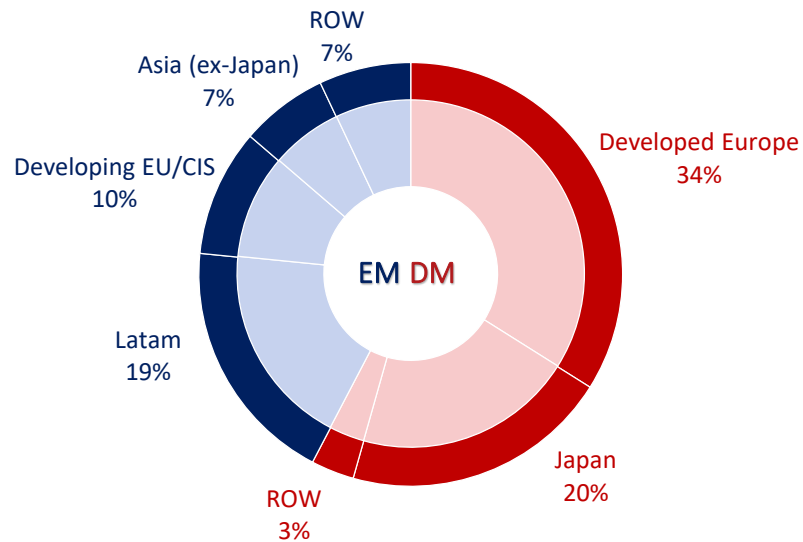 ROW
7%
Asia (ex-Japan)
7%
Developing EU/CIS
10%
Latam
19%
EM DM
Developed Europe
34%
Japan
20%
ROW
3%